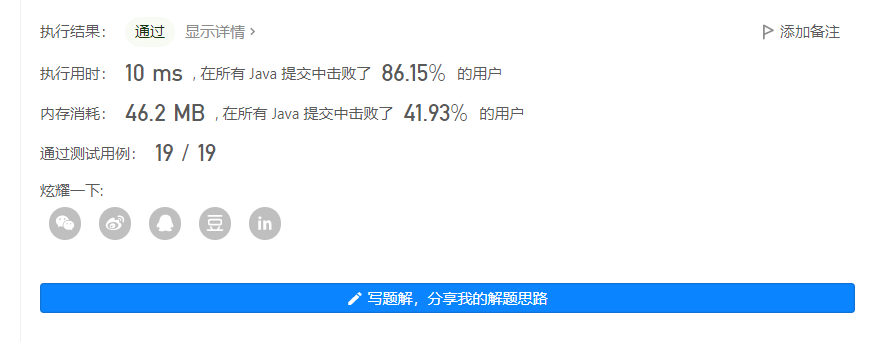 执行结果： 通过 显示详情 > 添加备注
执行用时： 10 ms , 在所有 Java 提交中击败了 86.15% 的用户
内存消耗： 46.2 MB , 在所有 Java 提交中击败了 41.93% 的用户
通过测试用例： 19 / 19
炫耀一下:
豆 in
写题解，分享我的解题思路